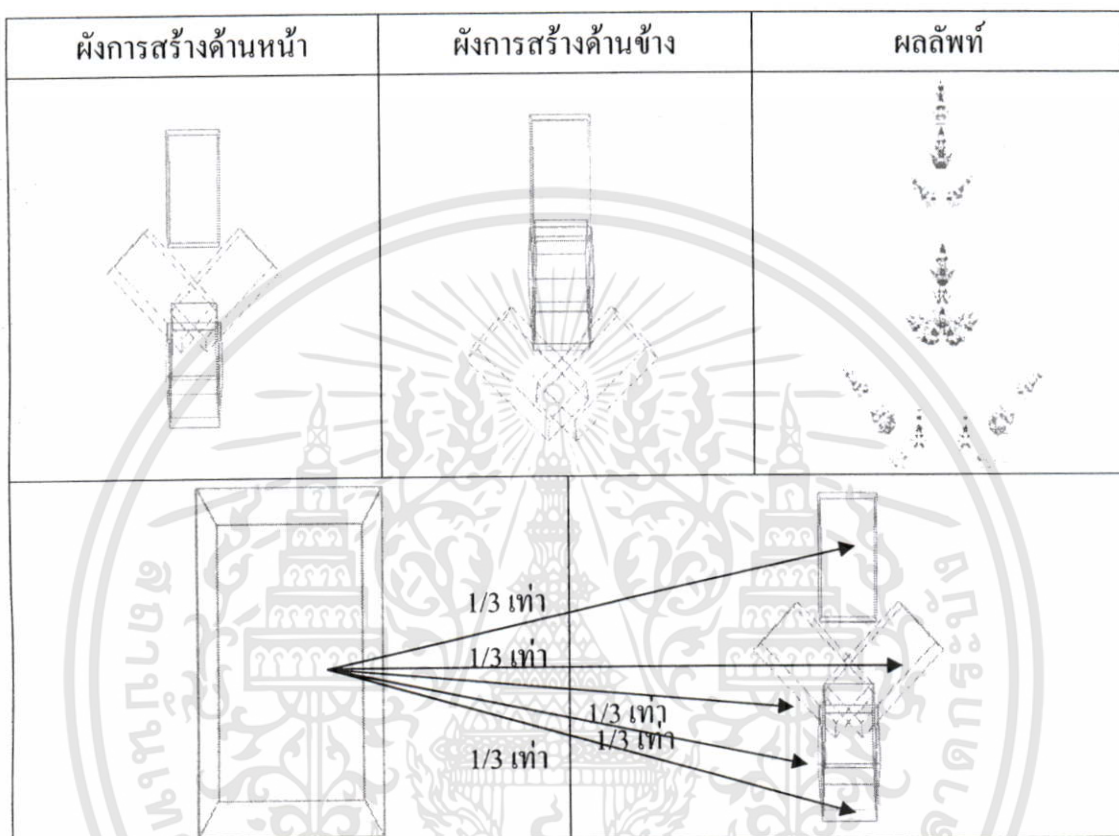 ผังการสร้างด้านหน้า
ผังการสร้างด้านข้าง
ผลลัพท์
1/3 เท่า
1/3 เท่า
1/3 เท่า
1/3 เท่า
1/3 เท่า